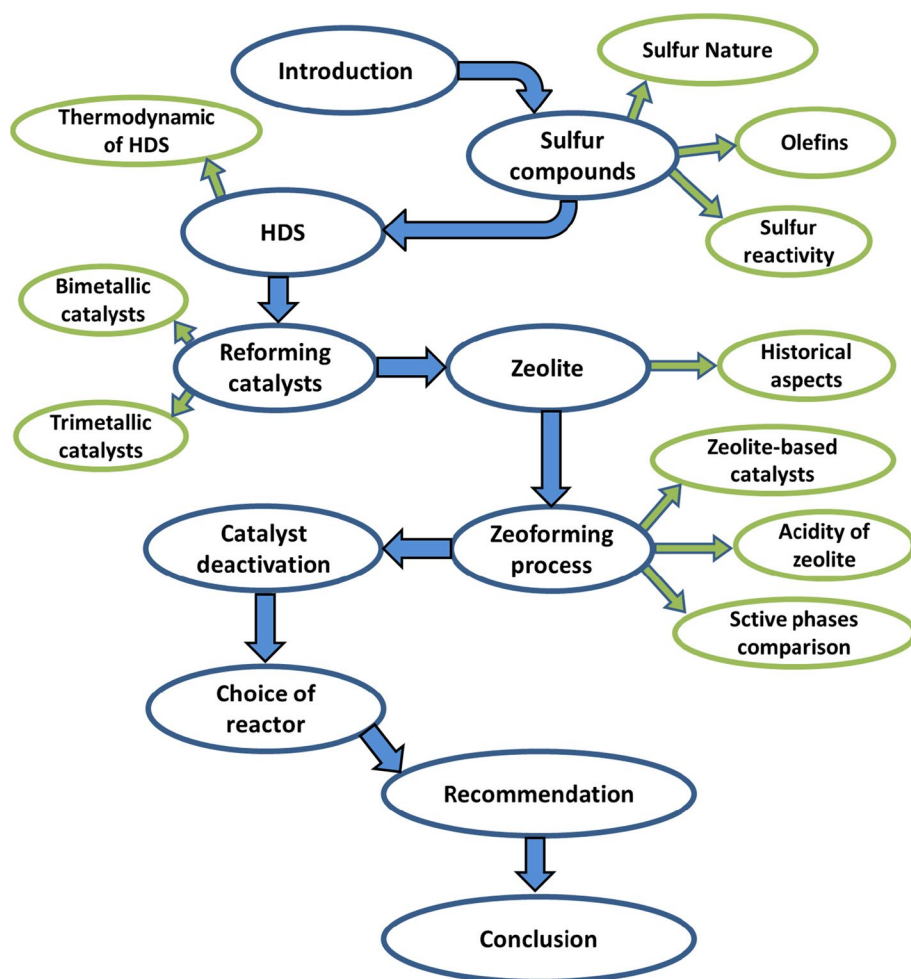 Introduction
Sulfur Nature
Thermodynamic
of HDS
Sulfur
compounds
Olefins
HDS
Sulfur
reactivity
Bimetallic
catalysts
Reforming
catalysts
Zeolite
Historical
aspects
Trimetallic
catalysts
Zeolite-based
catalysts
Catalyst
deactivation
Zeoforming
process
Acidity of
zeolite
Sctive phases
comparison
Choice of
reactor
Recommendation
Conclusion